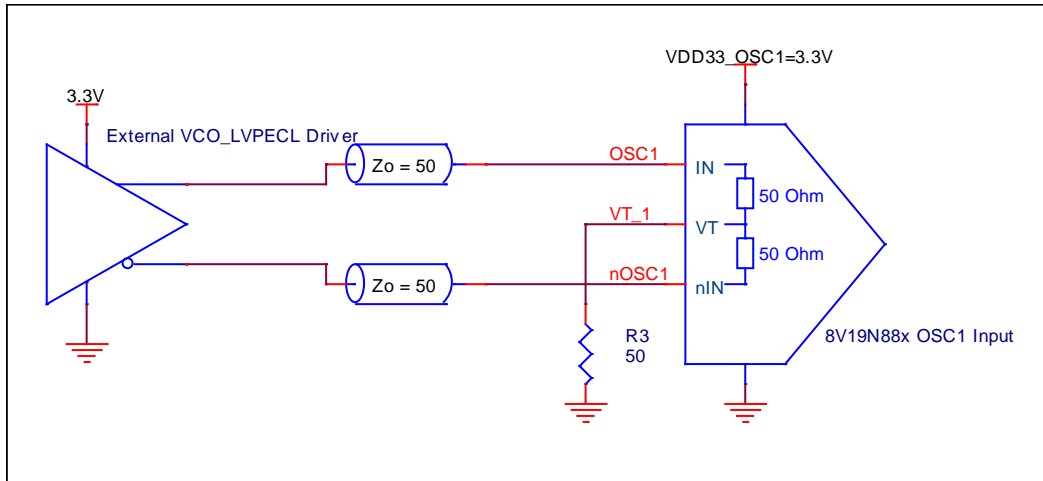 VDD33_OSC1=3.3V
3.3V
External VCO_LVPECL Driver
Zo = 50
OSC1
IN
50 Ohm
VT_1
VT
50 Ohm
Zo = 50
nOSC1
nIN
R3
50
8V19N88x OSC1 Input